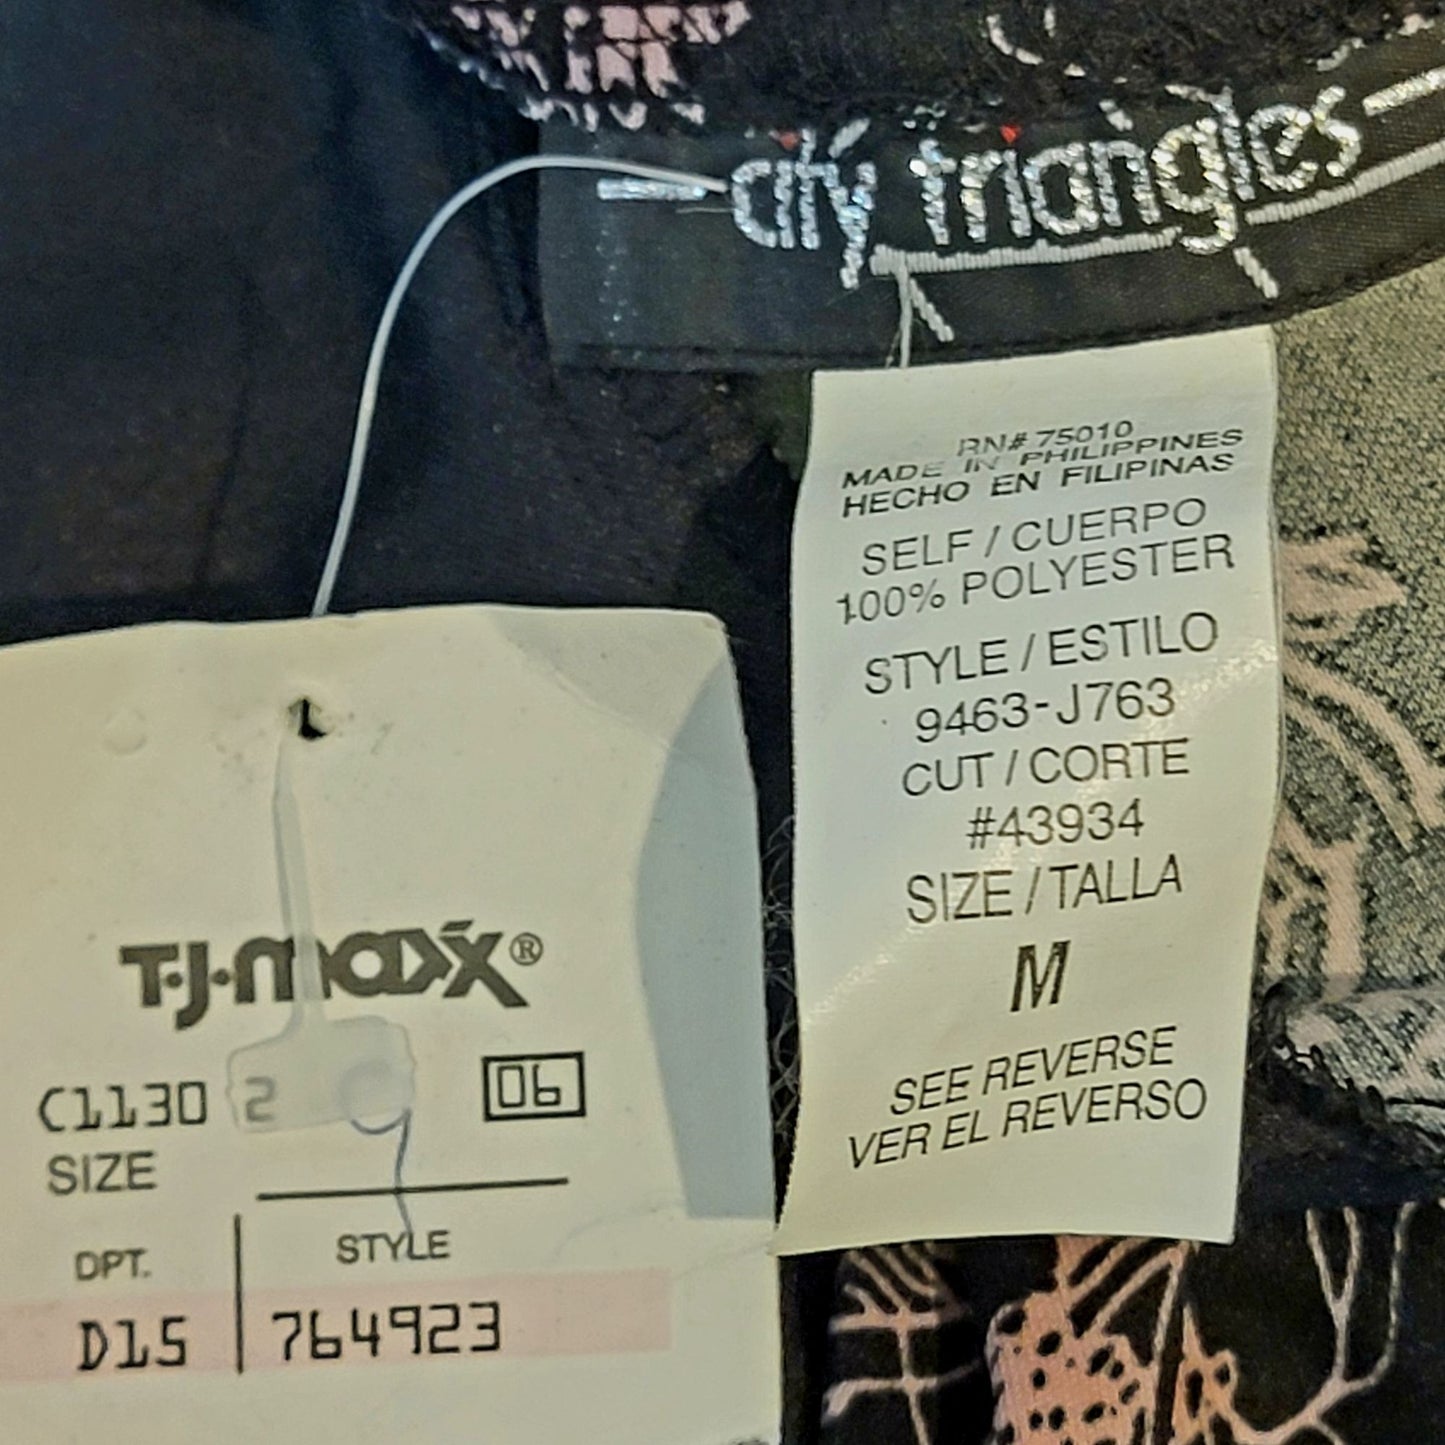 city triangles
RN# 75010
MADE IN PHILIPPINES
HECHO EN FILIPINAS
SELF / CUERPO
100% POLYESTER
STYLE / ESTILO
9463-J763
CUT / CORTE
#43934
SIZE / TALLA
M
SEE REVERSE
VER EL REVERSO
T·J·maxx®
C1130 2 06
SIZE
DPT. STYLE
D15 764923